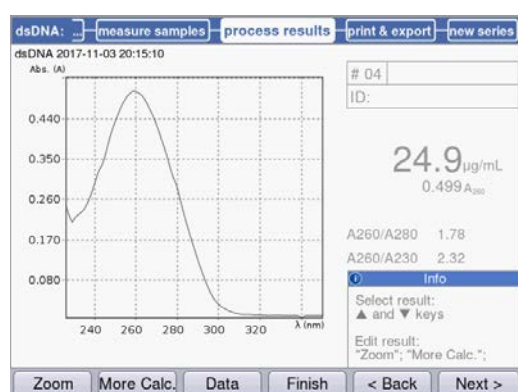 dsDNA: ...
measure samples
process results
print & export
new series
dsDNA 2017-11-03 20:15:10
Abs. (A)
0.440
0.350
0.260
0.170
0.080
240 260 280 300 320 λ (nm)
# 04
ID:
24.9 µg/mL
0.499 A260
A260/A280 1.78
A260/A230 2.32
Info
Select result:
▲ and ▼ keys
Edit result:
"Zoom"; "More Calc.";
Zoom
More Calc.
Data
Finish
< Back
Next >